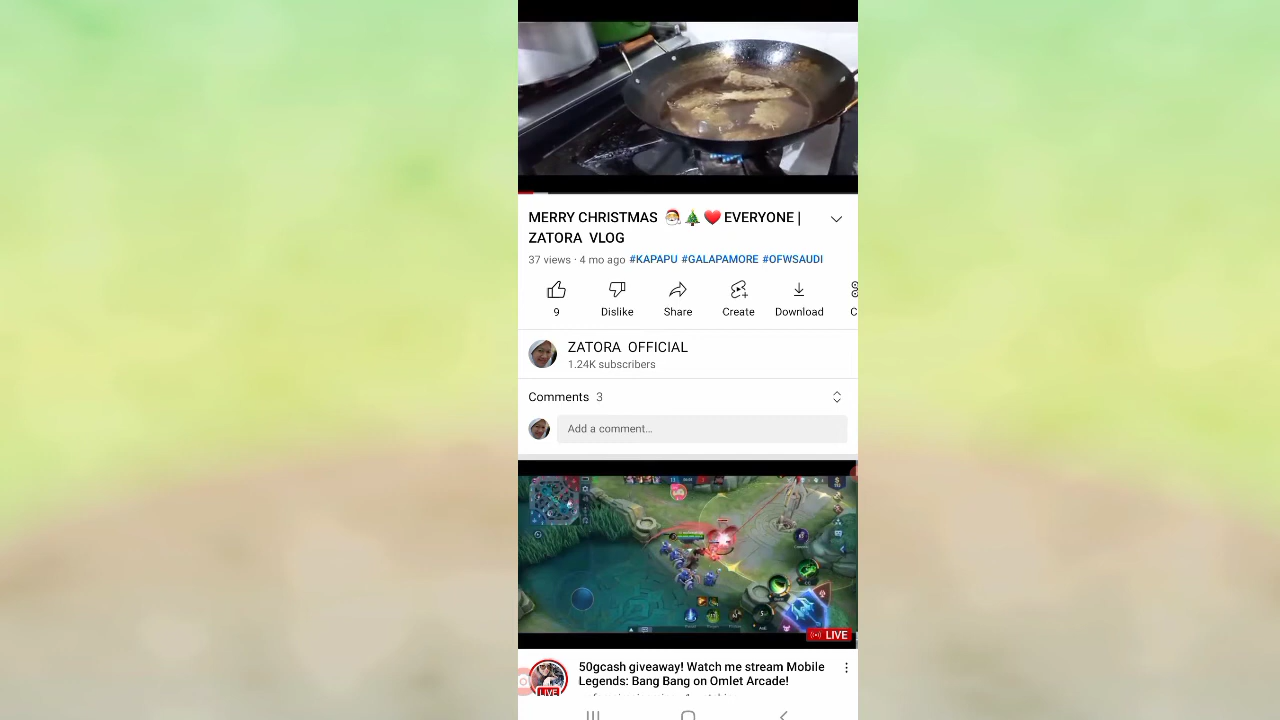 MERRY CHRISTMAS 🎅🎄❤️ EVERYONE |
ZATORA VLOG
37 views · 4 mo ago #KAPAPU #GALAPAMORE #OFWSAUDI
9 Dislike Share Create Download
ZATORA OFFICIAL
1.24K subscribers
Comments 3
Add a comment...
LIVE
50gcash giveaway! Watch me stream Mobile
Legends: Bang Bang on Omlet Arcade!
LIVE